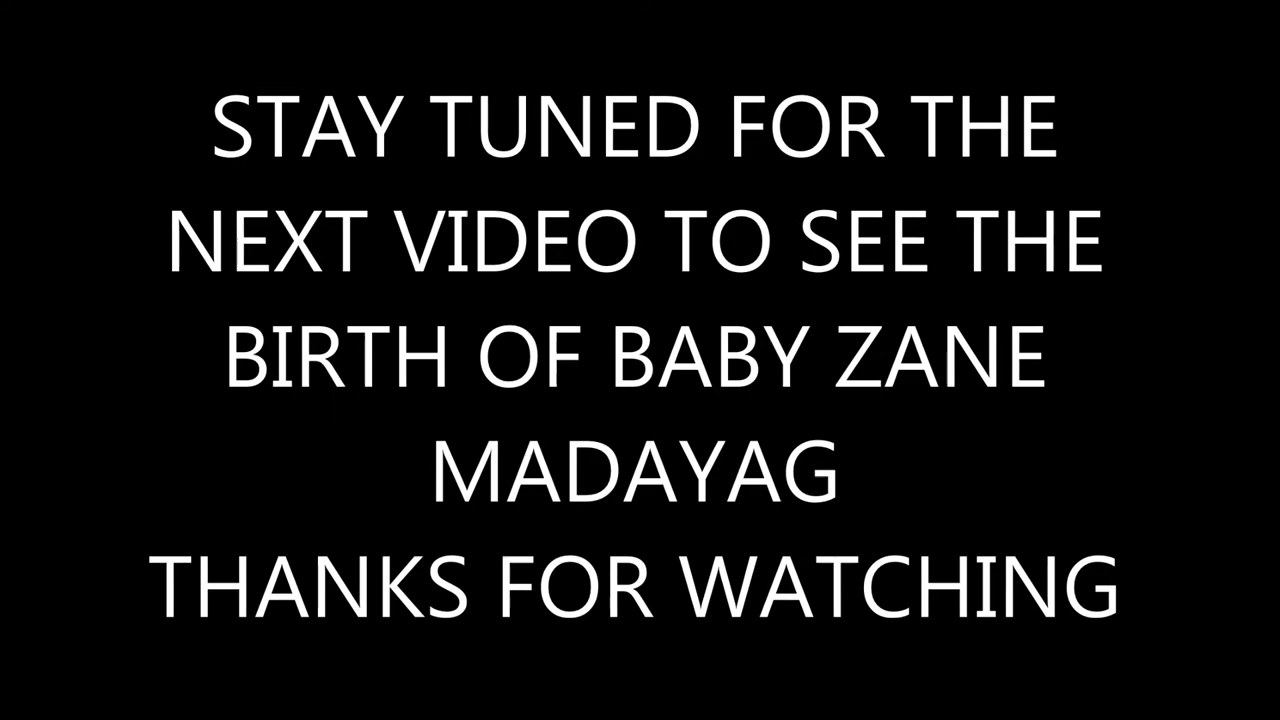 STAY TUNED FOR THE
NEXT VIDEO TO SEE THE
BIRTH OF BABY ZANE
MADAYAG
THANKS FOR WATCHING